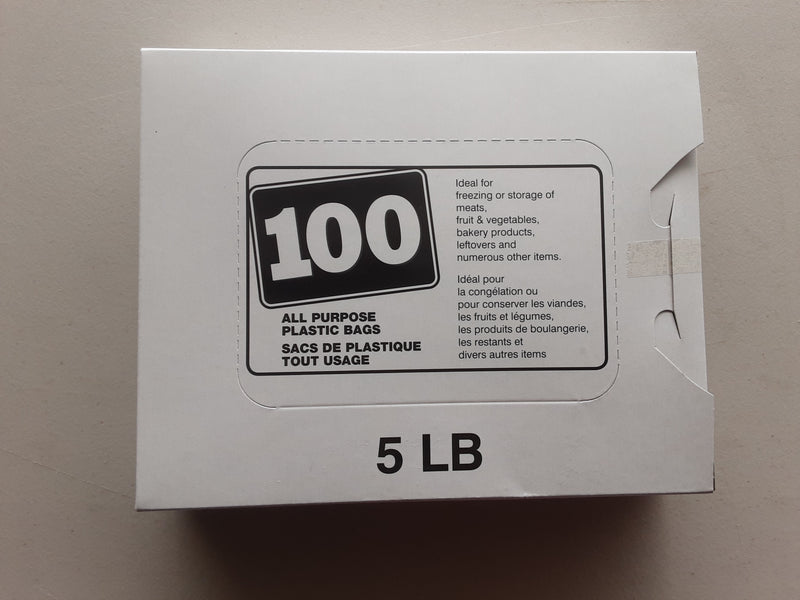 100
ALL PURPOSE
PLASTIC BAGS
SACS DE PLASTIQUE
TOUT USAGE
Ideal for
freezing or storage of
meats,
fruit & vegetables,
bakery products,
leftovers and
numerous other items.
Idéal pour
la congélation ou
pour conserver les viandes,
les fruits et légumes,
les produits de boulangerie,
les restants et
divers autres items
5 LB